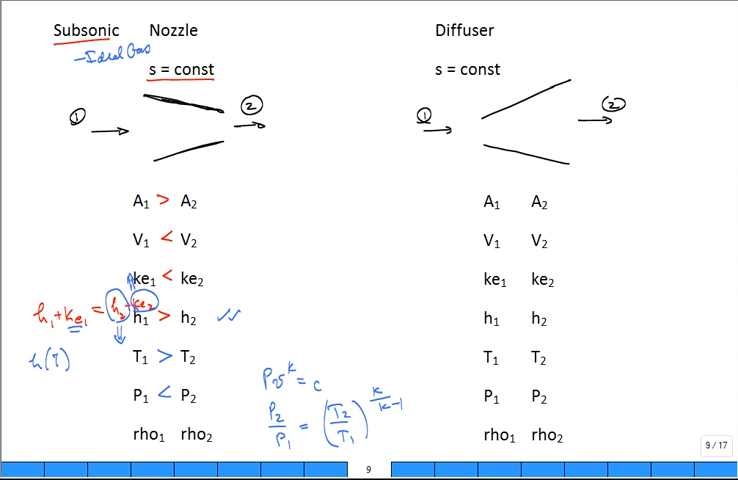 Subsonic Nozzle
-Ideal Gas
s = const
① ②
A₁ > A₂
V₁ < V₂
ke₁ < ke₂
h₁ + ke₁ = h₂ + ke₂
h₁ > h₂ ✓✓
h(T)
T₁ > T₂
P₁ < P₂
rho₁ rho₂
Pv^k = c
P₂/P₁ = (T₂/T₁)^(k/k-1)
Diffuser
s = const
① ②
A₁ A₂
V₁ V₂
ke₁ ke₂
h₁ h₂
T₁ T₂
P₁ P₂
rho₁ rho₂
9 / 17
9